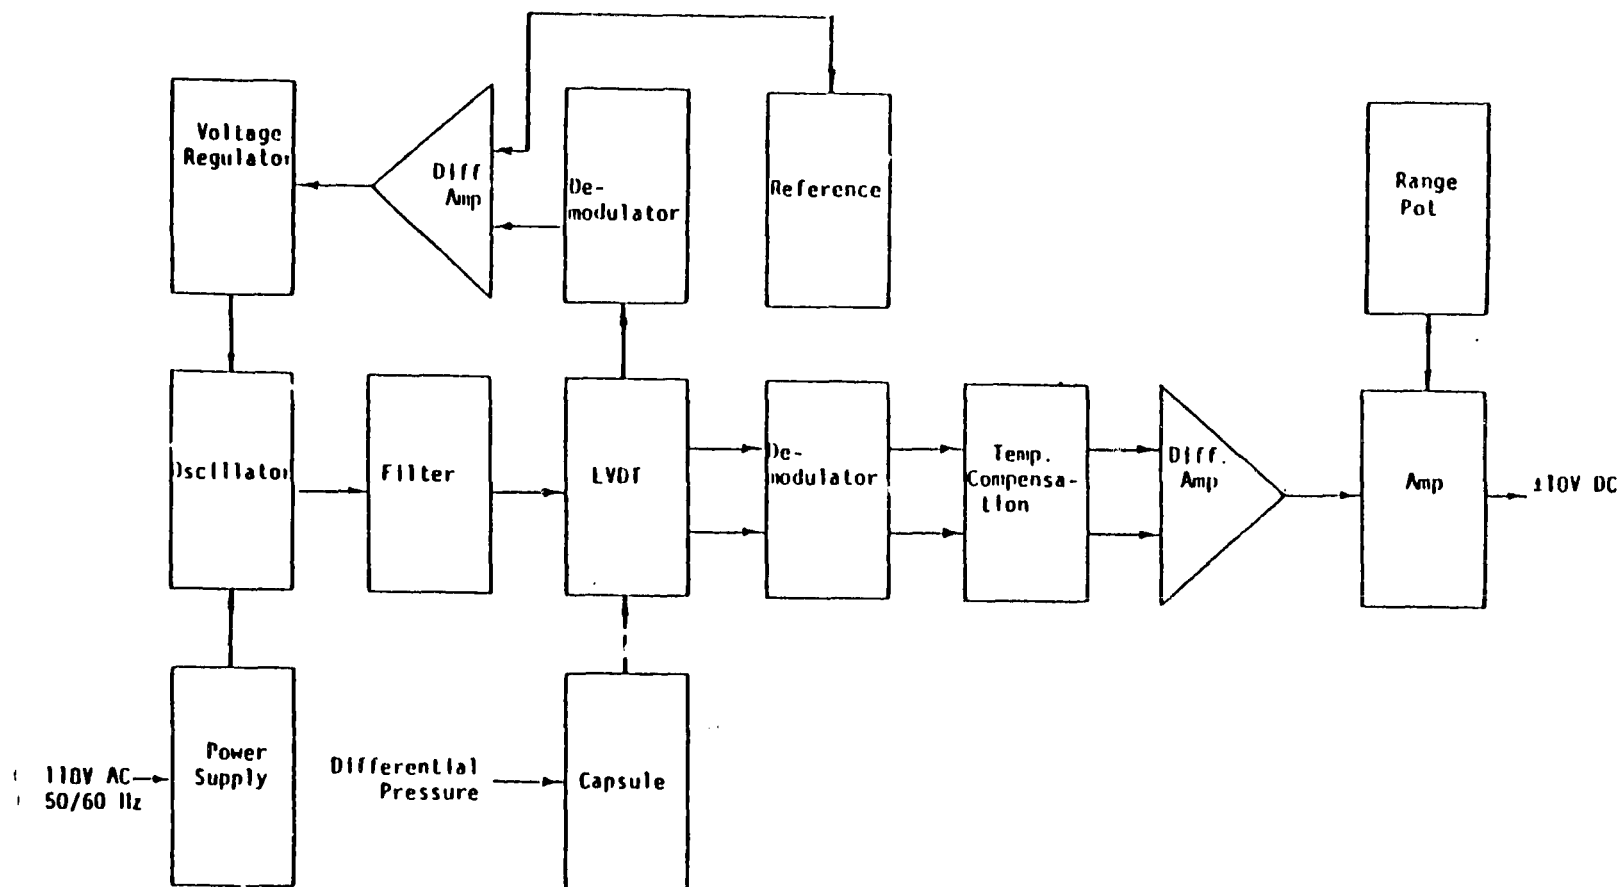 Voltage
Regulator
Diff
Amp
De-
modulator
Reference
Range
Pot
Oscillator
Filter
LVDT
De-
modulator
Temp.
Compensa-
tion
Diff.
Amp
Amp
±10V DC
Power
Supply
110V AC
50/60 Hz
Differential
Pressure
Capsule